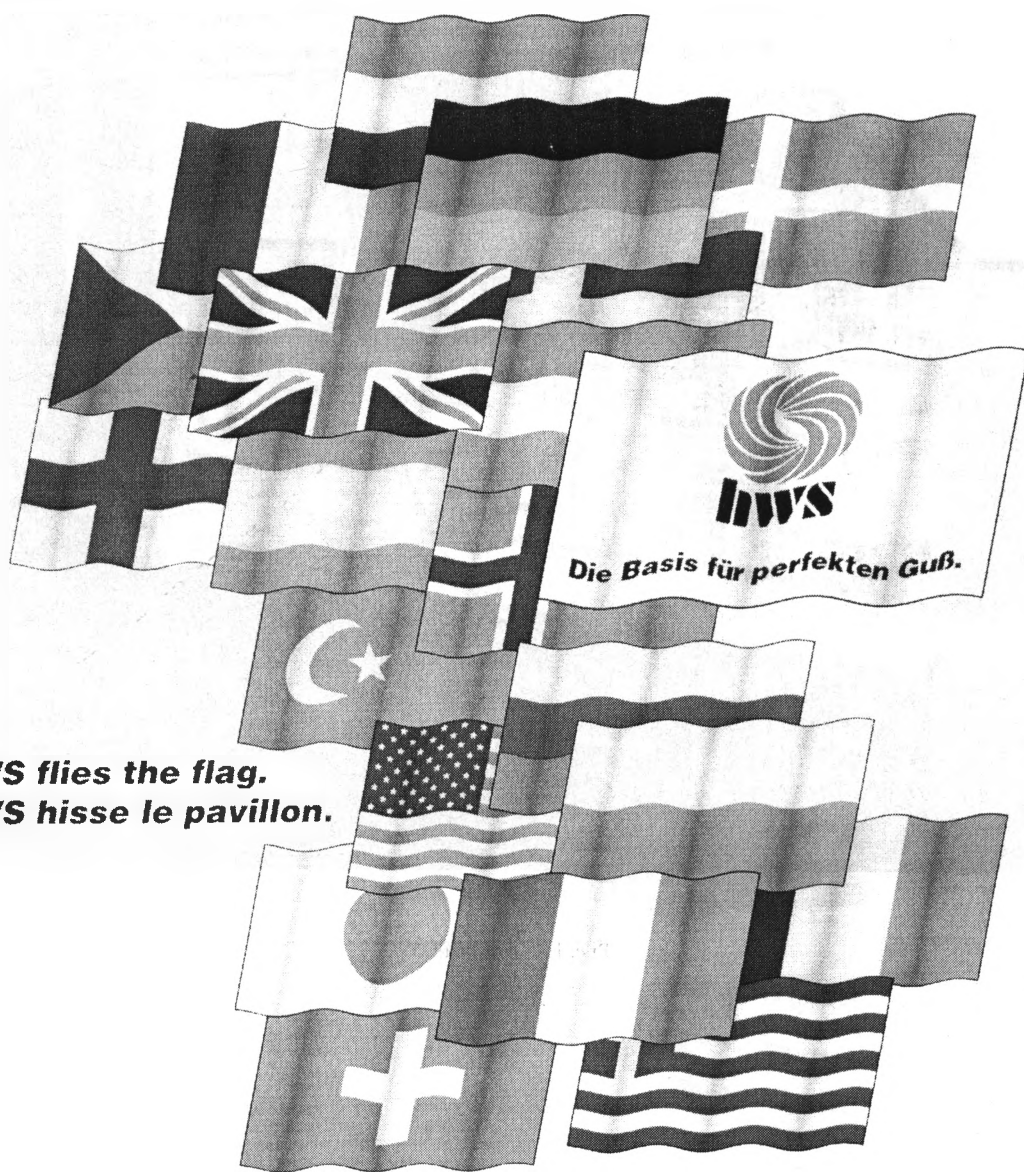 hws
Die Basis für perfekten Guß.
'S flies the flag.
'S hisse le pavillon.